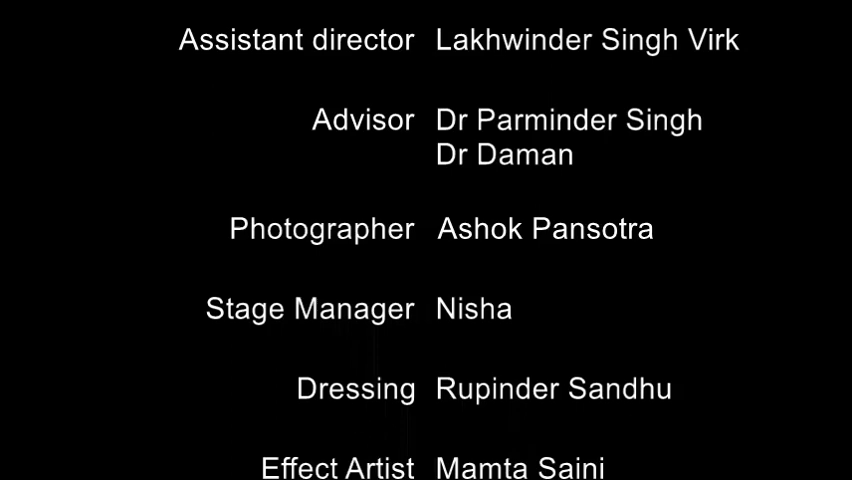 Assistant director Lakhwinder Singh Virk
Advisor Dr Parminder Singh
Dr Daman
Photographer Ashok Pansotra
Stage Manager Nisha
Dressing Rupinder Sandhu
Effect Artist Mamta Saini